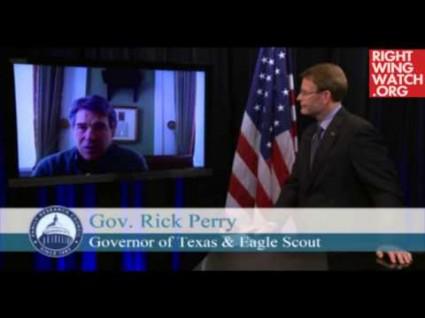 RIGHT
WING
WATCH
.ORG
Gov. Rick Perry
Governor of Texas & Eagle Scout